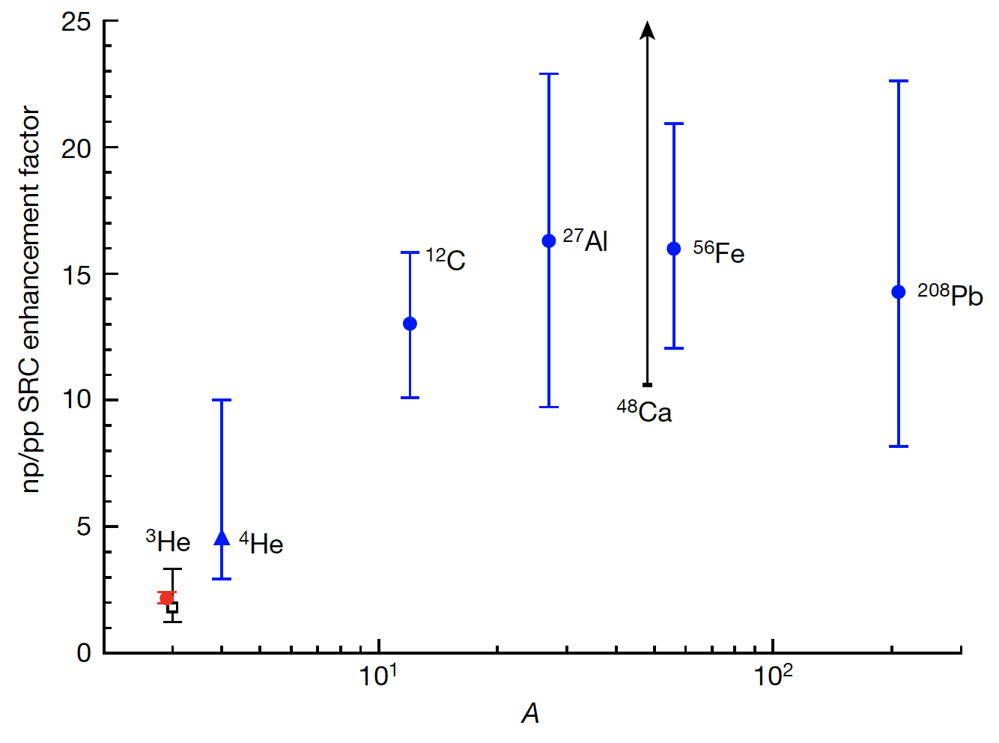 25
20
15
10
5
0
np/pp SRC enhancement factor
³He
⁴He
¹²C
²⁷Al
⁴⁸Ca
⁵⁶Fe
²⁰⁸Pb
10¹
10²
A